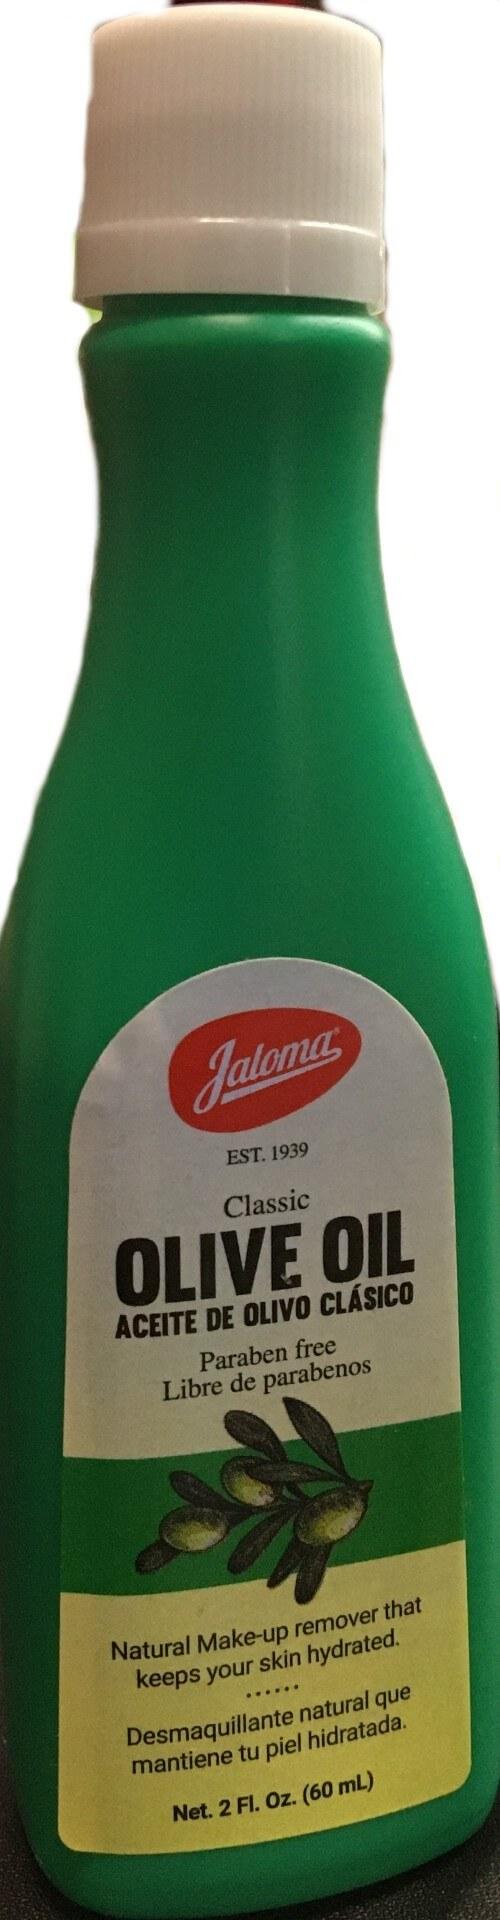 Jaloma®
EST. 1939
Classic
OLIVE OIL
ACEITE DE OLIVO CLÁSICO
Paraben free
Libre de parabenos
Natural Make-up remover that
keeps your skin hydrated.
......
Desmaquillante natural que
mantiene tu piel hidratada.
Net. 2 Fl. Oz. (60 mL)